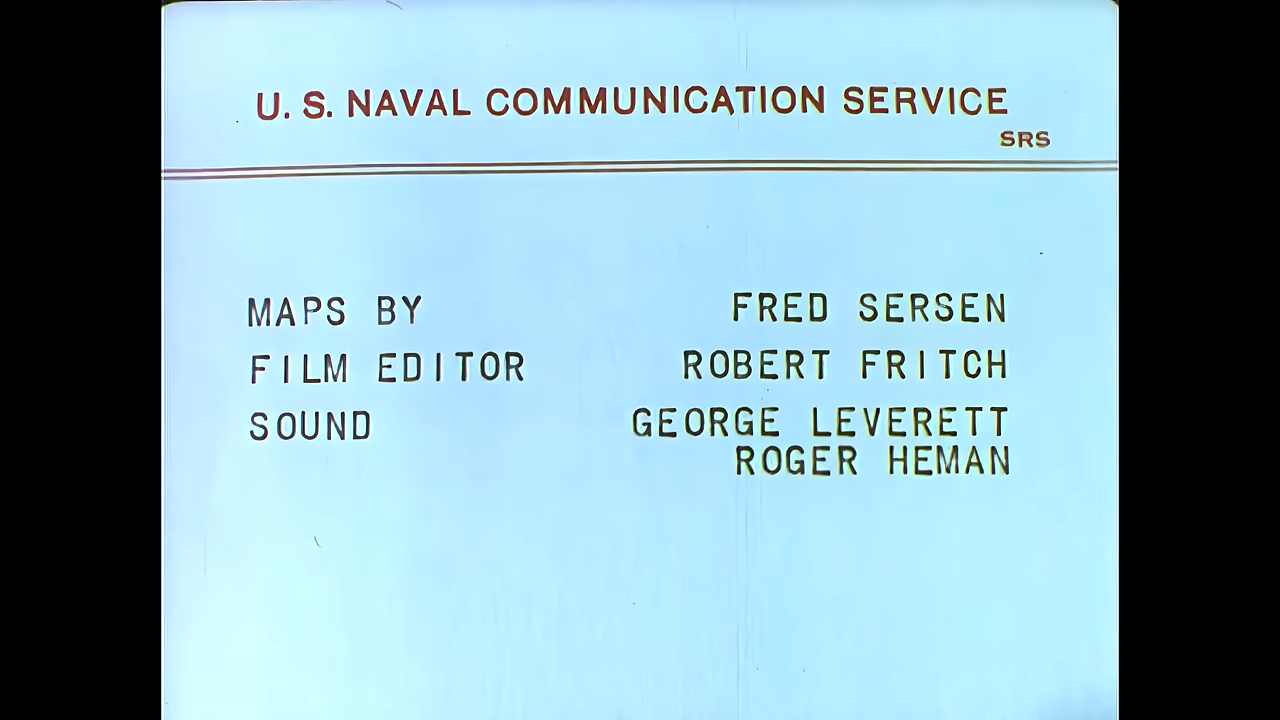 U. S. NAVAL COMMUNICATION SERVICE
SRS
MAPS BY FRED SERSEN
FILM EDITOR ROBERT FRITCH
SOUND GEORGE LEVERETT
ROGER HEMAN